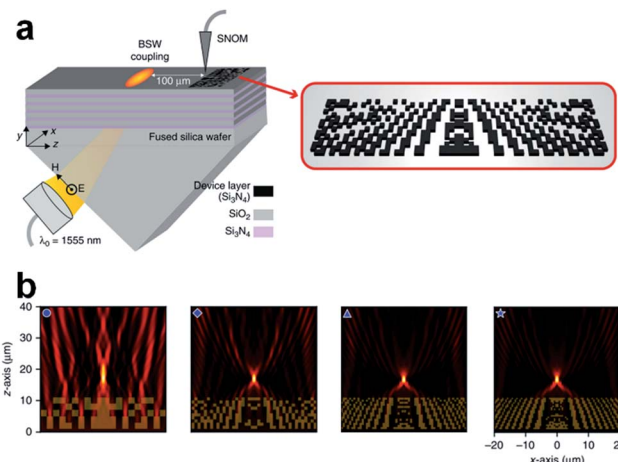 a
SNOM
BSW
coupling
100 μm
y
x
z
Fused silica wafer
H
E
Device layer
(Si3N4)
SiO2
Si3N4
λ0 = 1555 nm
b
40
30
20
10
0
z-axis (μm)
−20 −10 0 10 2
x-axis (μm)